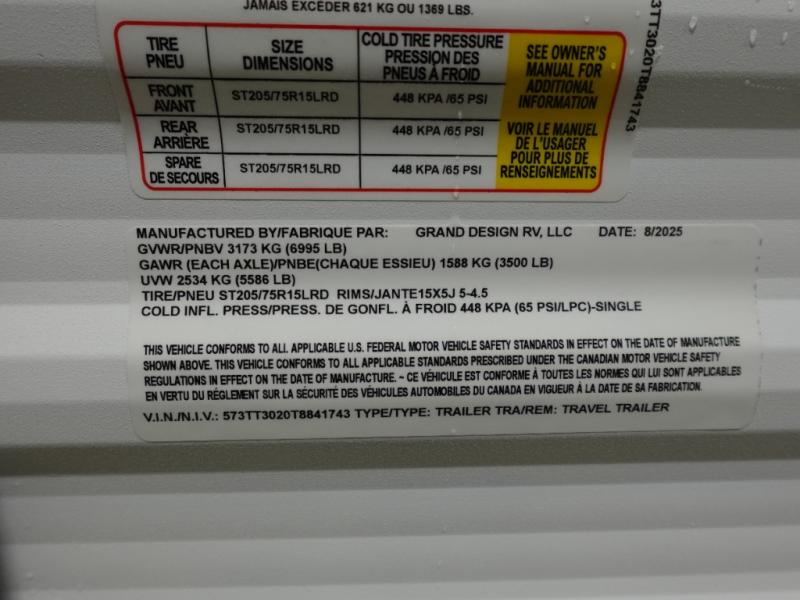 JAMAIS EXCÉDER 621 KG OU 1369 LBS.
TIRE PNEU SIZE DIMENSIONS COLD TIRE PRESSURE PRESSION DES PNEUS À FROID
SEE OWNER'S MANUAL FOR ADDITIONAL INFORMATION
FRONT AVANT ST205/75R15LRD 448 KPA /65 PSI
REAR ARRIÈRE ST205/75R15LRD 448 KPA /65 PSI
VOIR LE MANUEL DE L'USAGER POUR PLUS DE RENSEIGNEMENTS
SPARE DE SECOURS ST205/75R15LRD 448 KPA /65 PSI
73TT3020T8841743
MANUFACTURED BY/FABRIQUE PAR: GRAND DESIGN RV, LLC DATE: 8/2025
GVWR/PNBV 3173 KG (6995 LB)
GAWR (EACH AXLE)/PNBE(CHAQUE ESSIEU) 1588 KG (3500 LB)
UVW 2534 KG (5586 LB)
TIRE/PNEU ST205/75R15LRD RIMS/JANTE15X5J 5-4.5
COLD INFL. PRESS/PRESS. DE GONFL. À FROID 448 KPA (65 PSI/LPC)-SINGLE
THIS VEHICLE CONFORMS TO ALL APPLICABLE U.S. FEDERAL MOTOR VEHICLE SAFETY STANDARDS IN EFFECT ON THE DATE OF MANUFACTURE
SHOWN ABOVE. THIS VEHICLE CONFORMS TO ALL APPLICABLE STANDARDS PRESCRIBED UNDER THE CANADIAN MOTOR VEHICLE SAFETY
REGULATIONS IN EFFECT ON THE DATE OF MANUFACTURE. ~ CE VÉHICULE EST CONFORME À TOUTES LES NORMES QUI LUI SONT APPLICABLES
EN VERTU DU RÉGLEMENT SUR LA SÉCURITÉ DES VÉHICULES AUTOMOBILES DU CANADA EN VIGUEUR À LA DATE DE SA FABRICATION.
V.I.N./N.I.V.: 573TT3020T8841743 TYPE/TYPE: TRAILER TRA/REM: TRAVEL TRAILER